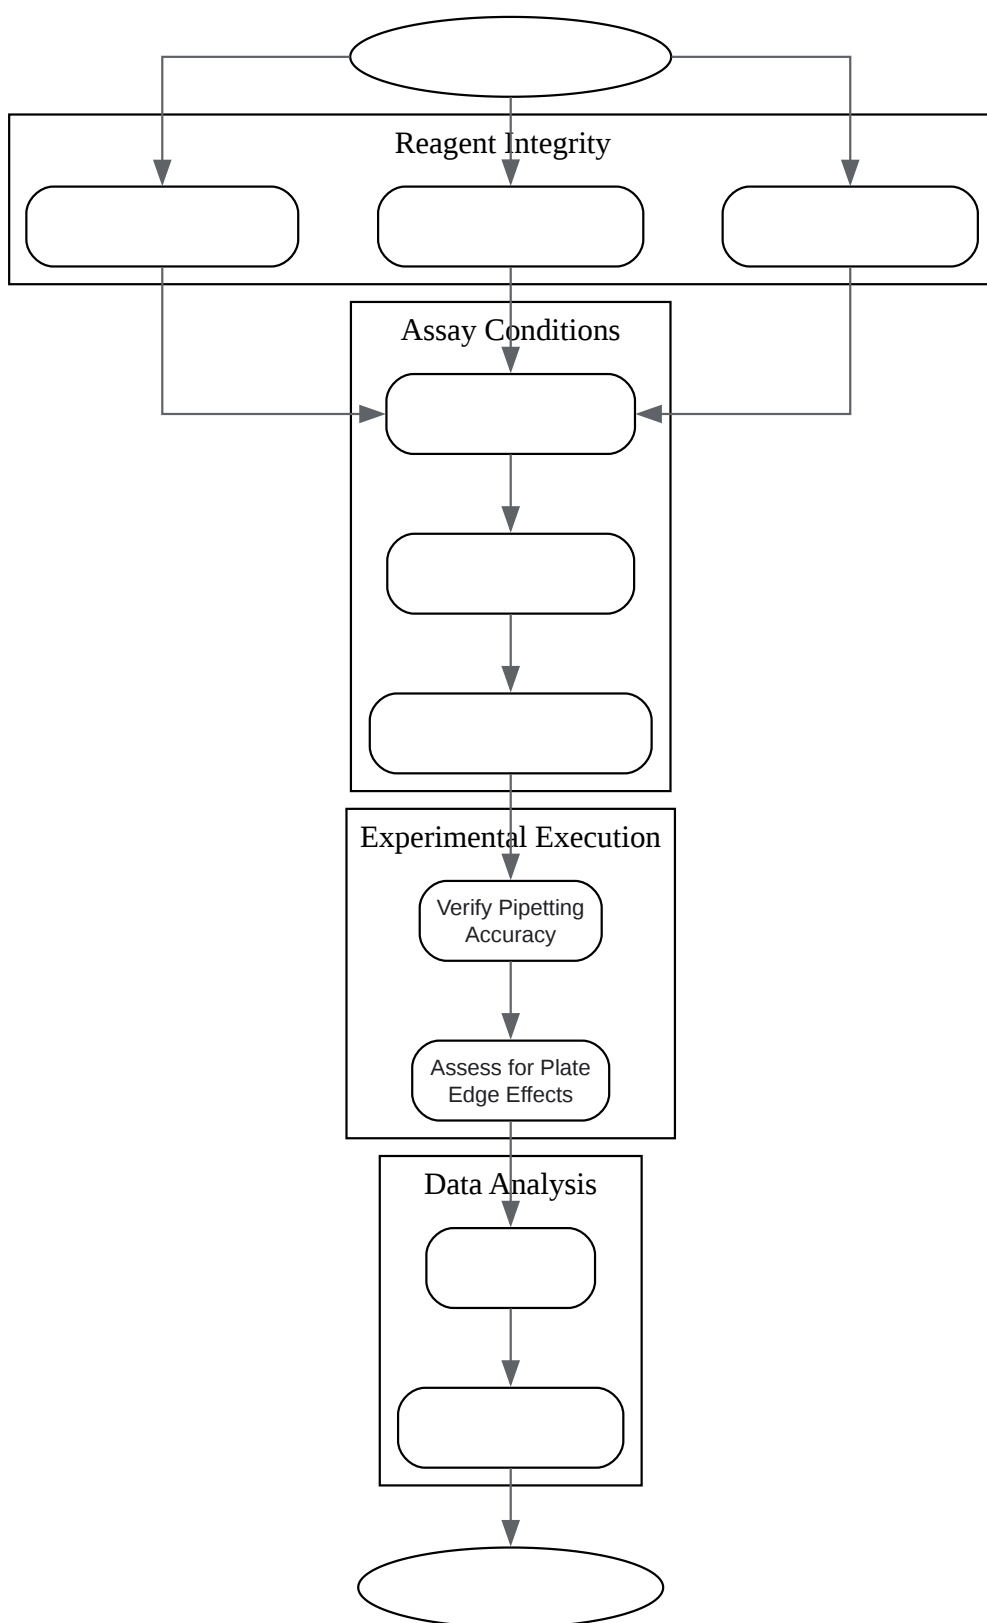 Reagent Integrity
Assay Conditions
Experimental Execution
Verify Pipetting
Accuracy
Assess for Plate
Edge Effects
Data Analysis